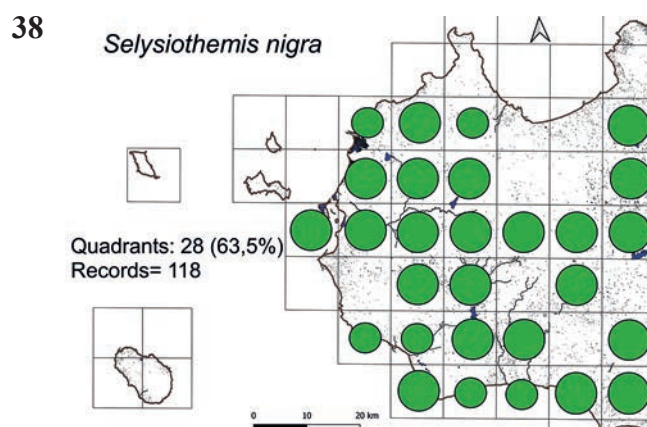 38
Selysiothemis nigra
Quadrants: 28 (63,5%)
Records= 118
0 10 20 km